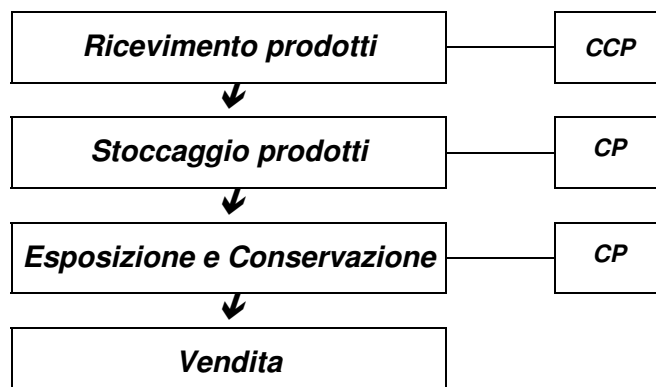 Ricevimento prodotti
CCP
Stoccaggio prodotti
CP
Esposizione e Conservazione
CP
Vendita